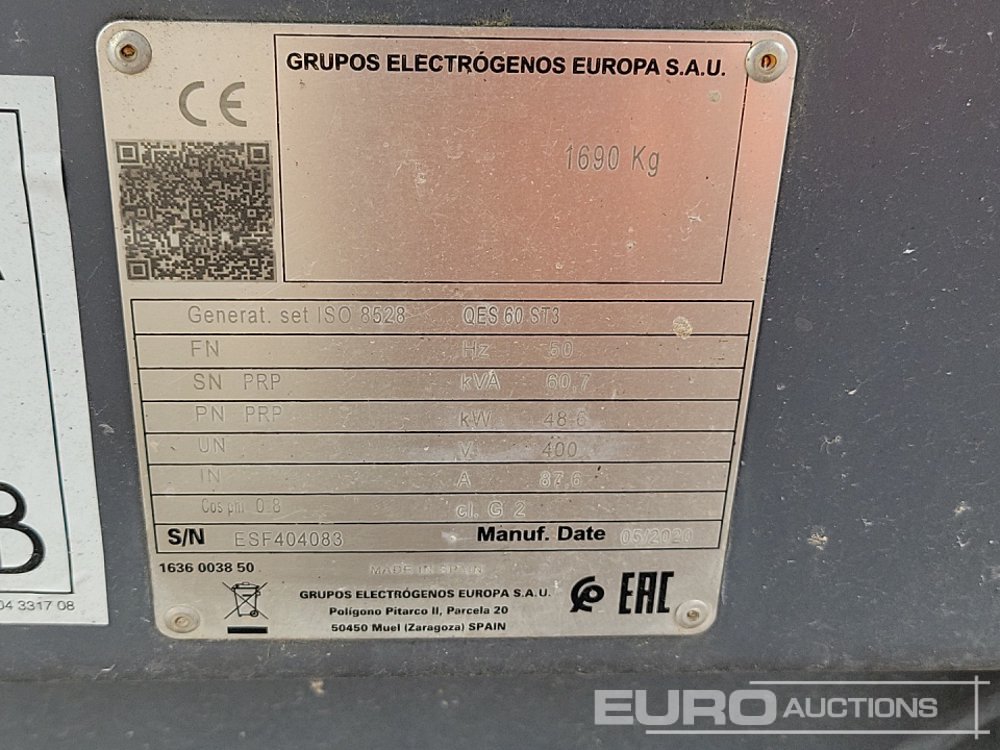 GRUPOS ELECTRÓGENOS EUROPA S.A.U.
CE
1690 Kg
Generat. set ISO 8528 QES 60 ST3
FN Hz 50
SN PRP kVA 60,7
PN PRP kW 48,6
UN V 400
IN A 87,6
Cos phi 0.8 cl. G 2
S/N ESF404083 Manuf. Date 05/2020
1636 0038 50 MADE IN SPAIN
GRUPOS ELECTRÓGENOS EUROPA S.A.U.
Polígono Pitarco II, Parcela 20
50450 Muel (Zaragoza) SPAIN
EAC
B
04 3317 08
EURO AUCTIONS